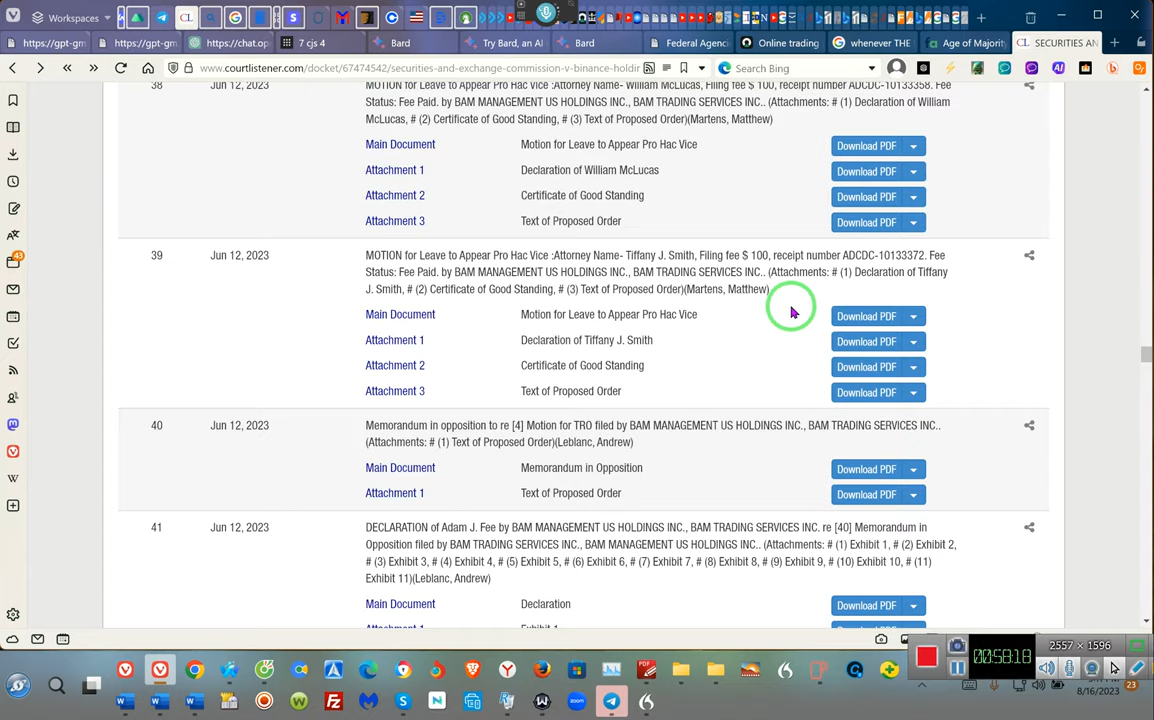 Workspaces
https://gpt-gm
https://gpt-gm
https://chat.op
7 cjs 4
Bard
Try Bard, an AI
Bard
Federal Agenc
Online trading
whenever THE
Age of Majorit
SECURITIES AN
www.courtlistener.com/docket/67474542/securities-and-exchange-commission-v-binance-holdir
Search Bing
38 Jun 12, 2023 MOTION for Leave to Appear Pro Hac Vice :Attorney Name- William McLucas, Filing fee $ 100, receipt number ADCDC-10133358. Fee
Status: Fee Paid. by BAM MANAGEMENT US HOLDINGS INC., BAM TRADING SERVICES INC.. (Attachments: # (1) Declaration of William
McLucas, # (2) Certificate of Good Standing, # (3) Text of Proposed Order)(Martens, Matthew)
Main Document Motion for Leave to Appear Pro Hac Vice Download PDF
Attachment 1 Declaration of William McLucas Download PDF
Attachment 2 Certificate of Good Standing Download PDF
Attachment 3 Text of Proposed Order Download PDF
39 Jun 12, 2023 MOTION for Leave to Appear Pro Hac Vice :Attorney Name- Tiffany J. Smith, Filing fee $ 100, receipt number ADCDC-10133372. Fee
Status: Fee Paid. by BAM MANAGEMENT US HOLDINGS INC., BAM TRADING SERVICES INC.. (Attachments: # (1) Declaration of Tiffany
J. Smith, # (2) Certificate of Good Standing, # (3) Text of Proposed Order)(Martens, Matthew)
Main Document Motion for Leave to Appear Pro Hac Vice Download PDF
Attachment 1 Declaration of Tiffany J. Smith Download PDF
Attachment 2 Certificate of Good Standing Download PDF
Attachment 3 Text of Proposed Order Download PDF
40 Jun 12, 2023 Memorandum in opposition to re [4] Motion for TRO filed by BAM MANAGEMENT US HOLDINGS INC., BAM TRADING SERVICES INC..
(Attachments: # (1) Text of Proposed Order)(Leblanc, Andrew)
Main Document Memorandum in Opposition Download PDF
Attachment 1 Text of Proposed Order Download PDF
41 Jun 12, 2023 DECLARATION of Adam J. Fee by BAM MANAGEMENT US HOLDINGS INC., BAM TRADING SERVICES INC. re [40] Memorandum in
Opposition filed by BAM TRADING SERVICES INC., BAM MANAGEMENT US HOLDINGS INC.. (Attachments: # (1) Exhibit 1, # (2) Exhibit 2,
# (3) Exhibit 3, # (4) Exhibit 4, # (5) Exhibit 5, # (6) Exhibit 6, # (7) Exhibit 7, # (8) Exhibit 8, # (9) Exhibit 9, # (10) Exhibit 10, # (11)
Exhibit 11)(Leblanc, Andrew)
Main Document Declaration Download PDF
43
2557 × 1596
00:58:18
8/16/2023
23